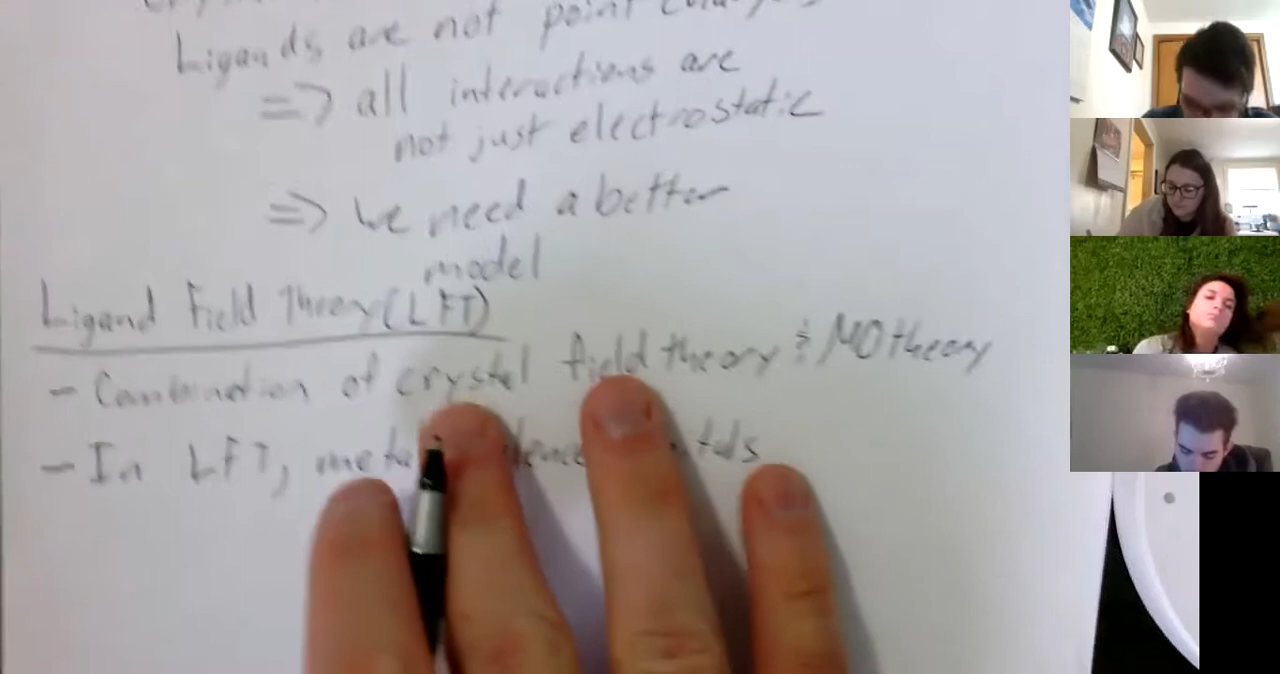 Ligands are not point charges
=> all interactions are
not just electrostatic
=> we need a better
model
Ligand Field Theory (LFT)
- Combination of crystal field theory & MO theory
- In LFT,